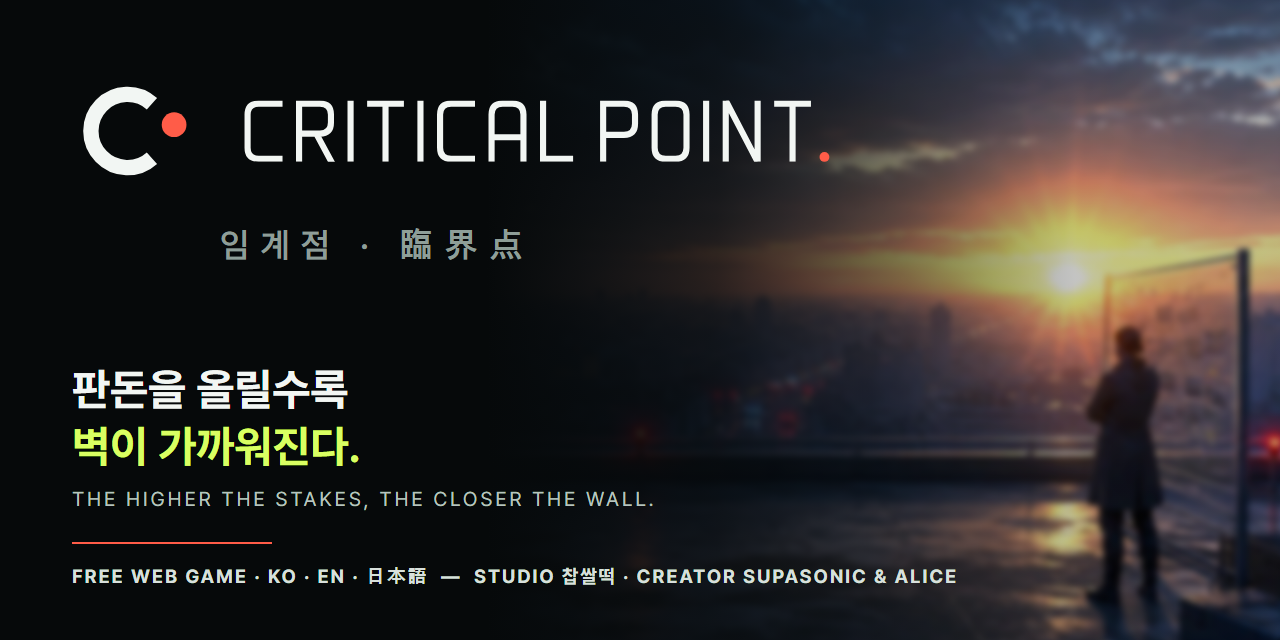 CRITICAL POINT.
임계점 · 臨界点
판돈을 올릴수록
벽이 가까워진다.
THE HIGHER THE STAKES, THE CLOSER THE WALL.
FREE WEB GAME · KO · EN · 日本語 — STUDIO 찹쌀떡 · CREATOR SUPASONIC & ALICE